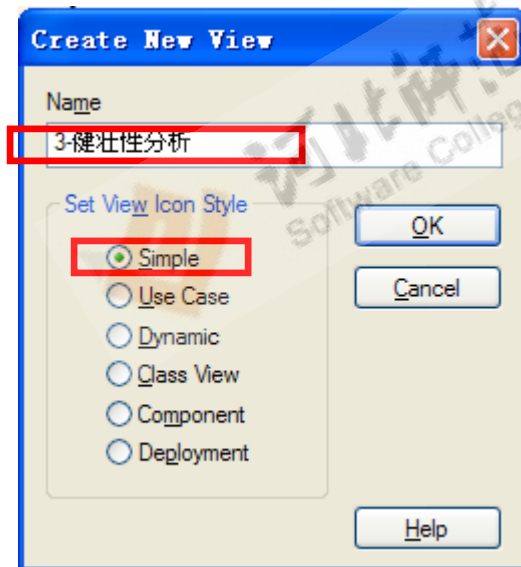 Create New View
Name
3-健壮性分析
Set View Icon Style
Simple
Use Case
Dynamic
Class View
Component
Deployment
OK
Cancel
Help
Software